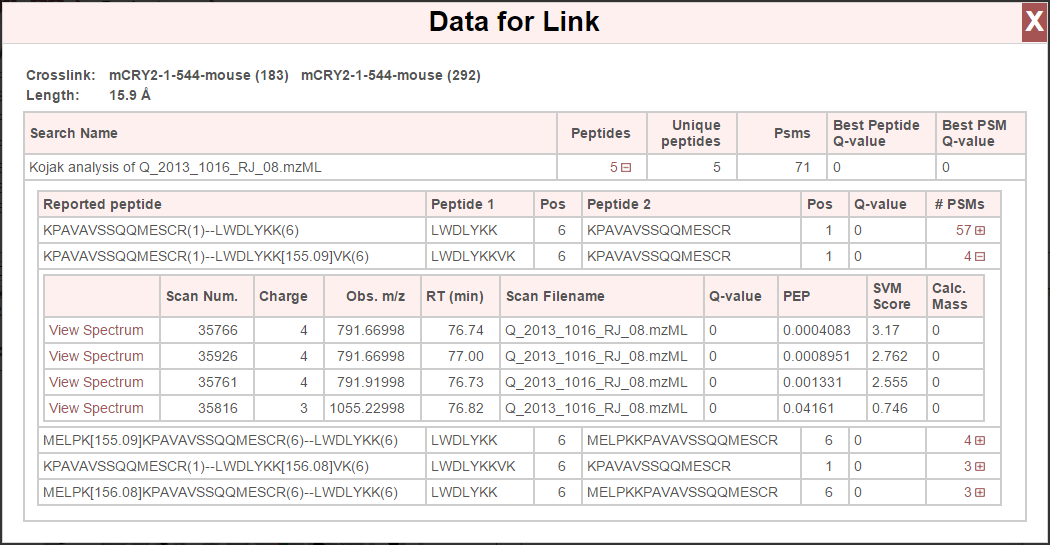 Data for Link
X
Crosslink: mCRY2-1-544-mouse (183) mCRY2-1-544-mouse (292)
Length: 15.9 Å
Search Name Peptides Unique peptides Psms Best Peptide Q-value Best PSM Q-value
Kojak analysis of Q_2013_1016_RJ_08.mzML 5 5 71 0 0
Reported peptide Peptide 1 Pos Peptide 2 Pos Q-value # PSMs
KPAVAVSSQQMESCR(1)--LWDLYKK(6) LWDLYKK 6 KPAVAVSSQQMESCR 1 0 57
KPAVAVSSQQMESCR(1)--LWDLYKK[155.09]VK(6) LWDLYKKVK 6 KPAVAVSSQQMESCR 1 0 4
Scan Num. Charge Obs. m/z RT (min) Scan Filename Q-value PEP SVM Score Calc. Mass
View Spectrum 35766 4 791.66998 76.74 Q_2013_1016_RJ_08.mzML 0 0.0004083 3.17 0
View Spectrum 35926 4 791.66998 77.00 Q_2013_1016_RJ_08.mzML 0 0.0008951 2.762 0
View Spectrum 35761 4 791.91998 76.73 Q_2013_1016_RJ_08.mzML 0 0.001331 2.555 0
View Spectrum 35816 3 1055.22998 76.82 Q_2013_1016_RJ_08.mzML 0 0.04161 0.746 0
MELPK[155.09]KPAVAVSSQQMESCR(6)--LWDLYKK(6) LWDLYKK 6 MELPKKPAVAVSSQQMESCR 6 0 4
KPAVAVSSQQMESCR(1)--LWDLYKK[156.08]VK(6) LWDLYKKVK 6 KPAVAVSSQQMESCR 1 0 3
MELPK[156.08]KPAVAVSSQQMESCR(6)--LWDLYKK(6) LWDLYKK 6 MELPKKPAVAVSSQQMESCR 6 0 3